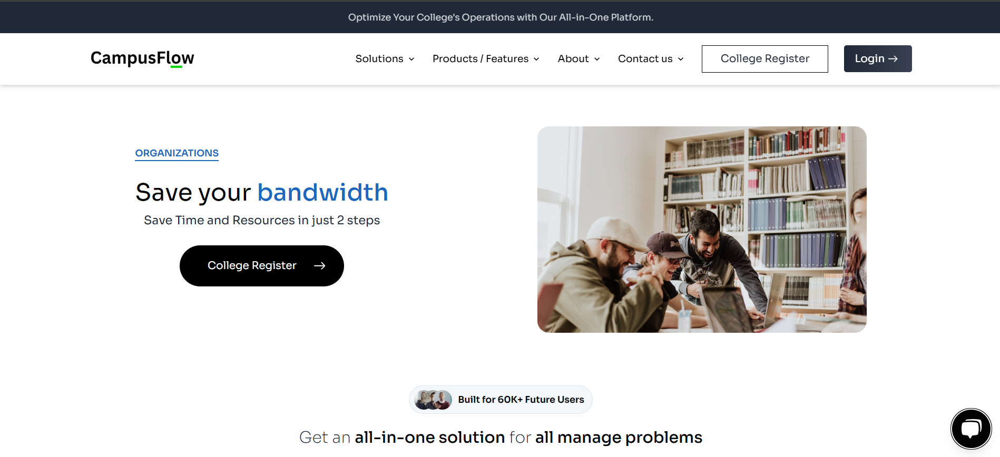 Optimize Your College's Operations with Our All-in-One Platform.
CampusFlow
Solutions
Products / Features
About
Contact us
College Register
Login
ORGANIZATIONS
Save your bandwidth
Save Time and Resources in just 2 steps
College Register
Built for 60K+ Future Users
Get an all-in-one solution for all manage problems